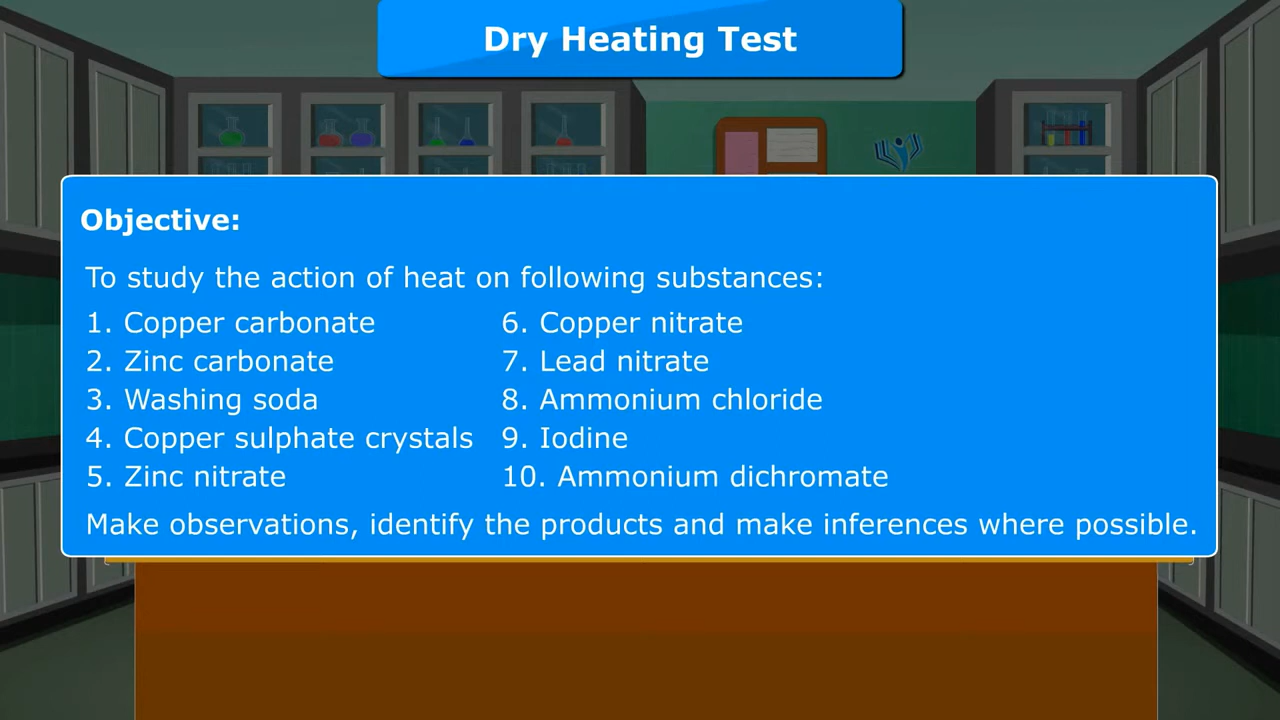 Dry Heating Test
Objective:
To study the action of heat on following substances:
1. Copper carbonate
2. Zinc carbonate
3. Washing soda
4. Copper sulphate crystals
5. Zinc nitrate
6. Copper nitrate
7. Lead nitrate
8. Ammonium chloride
9. Iodine
10. Ammonium dichromate
Make observations, identify the products and make inferences where possible.